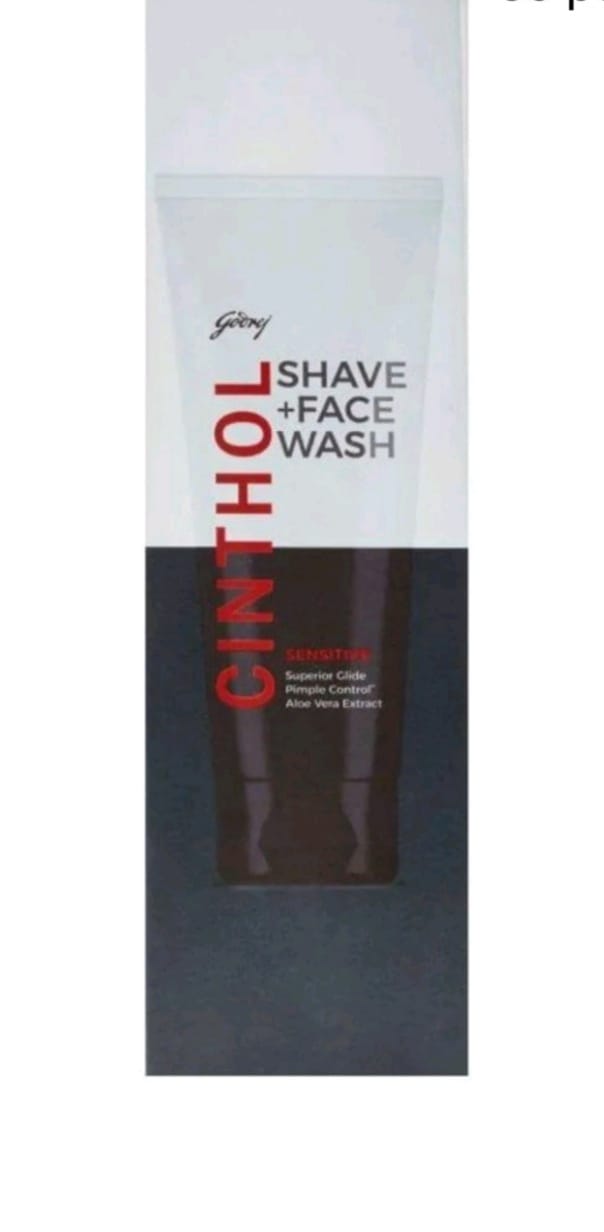 Godrej
CINTHOL
SHAVE
+FACE
WASH
SENSITIVE
Superior Glide
Pimple Control*
Aloe Vera Extract